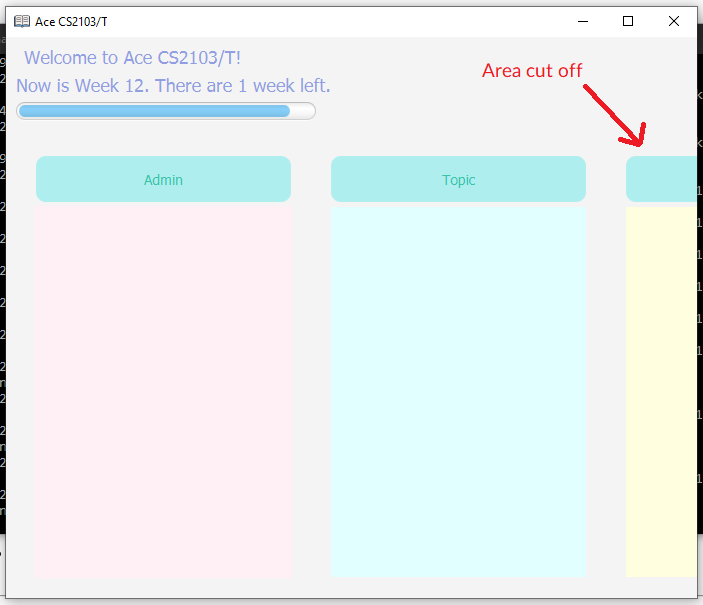 Ace CS2103/T
Welcome to Ace CS2103/T!
Now is Week 12. There are 1 week left.
Area cut off
Admin
Topic